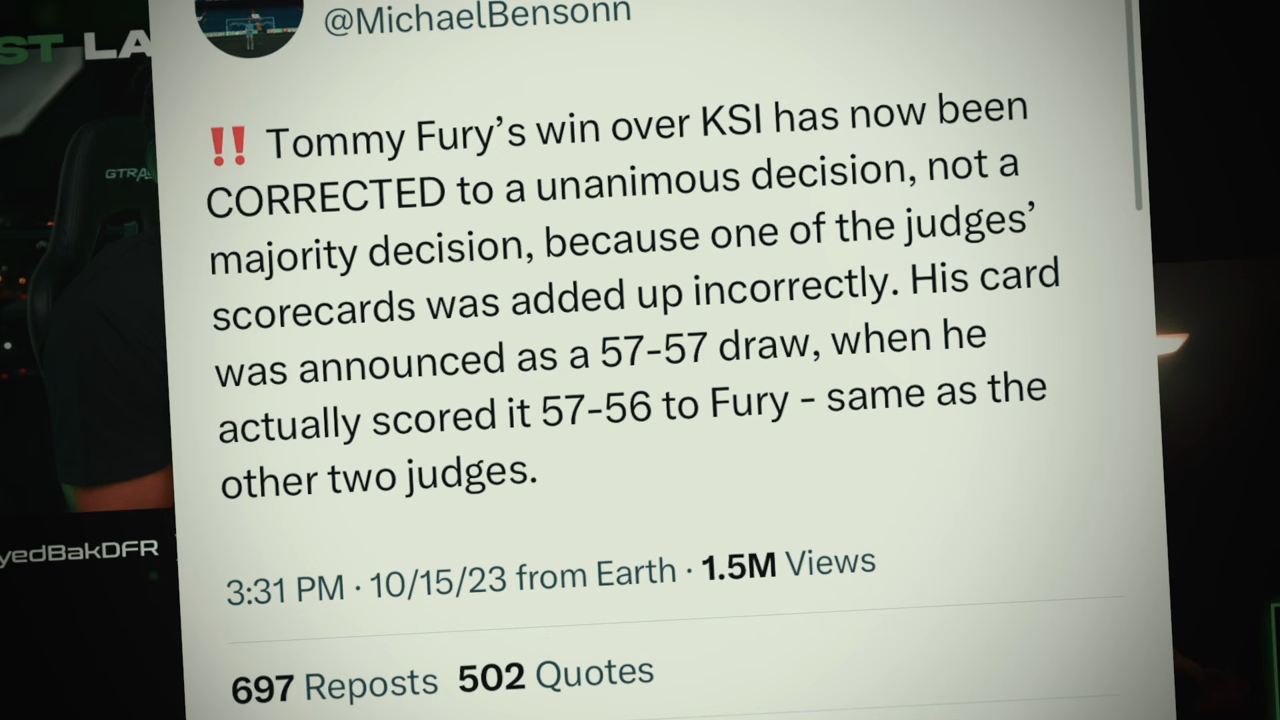 ST LA
@MichaelBensonn
‼️ Tommy Fury’s win over KSI has now been
CORRECTED to a unanimous decision, not a
majority decision, because one of the judges’
scorecards was added up incorrectly. His card
was announced as a 57-57 draw, when he
actually scored it 57-56 to Fury - same as the
other two judges.
GTRA
yedBakDFR
3:31 PM · 10/15/23 from Earth · 1.5M Views
697 Reposts 502 Quotes